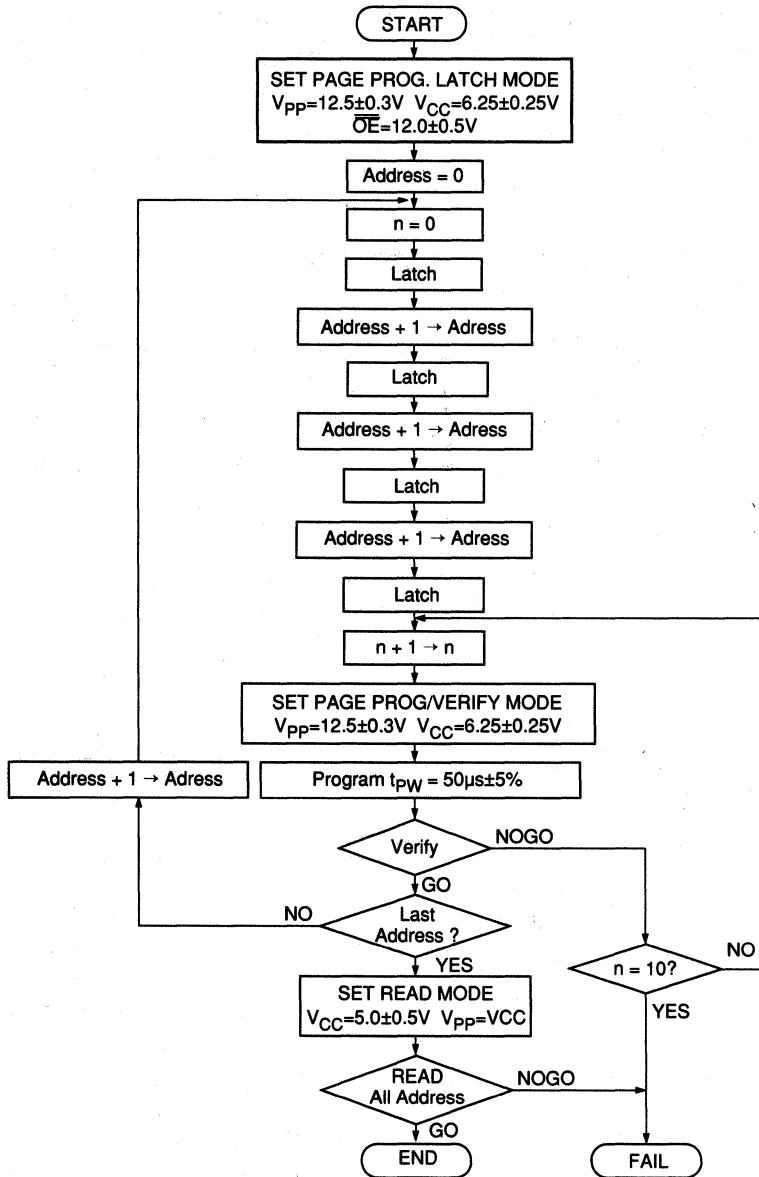 START
SET PAGE PROG. LATCH MODE
VPP=12.5±0.3V VCC=6.25±0.25V
O̅E̅=12.0±0.5V
Address = 0
n = 0
Latch
Address + 1 → Adress
Latch
Address + 1 → Adress
Latch
Address + 1 → Adress
Latch
n + 1 → n
SET PAGE PROG/VERIFY MODE
VPP=12.5±0.3V VCC=6.25±0.25V
Address + 1 → Adress
Program tPW = 50µs±5%
Verify
NOGO
GO
NO
Last
Address ?
YES
n = 10?
NO
YES
SET READ MODE
VCC=5.0±0.5V VPP=VCC
READ
All Address
NOGO
GO
END
FAIL